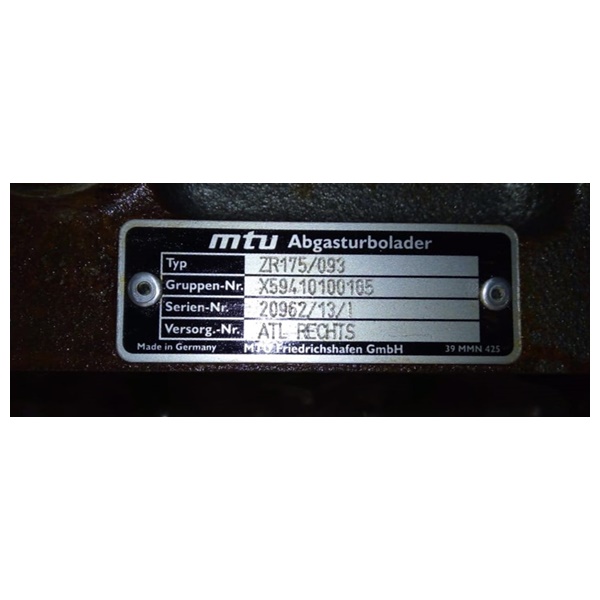 mtu Abgasturbolader
Typ ZR175/093
Gruppen-Nr. X59410100105
Serien-Nr. 20962/13/1
Versorg.-Nr. ATL RECHTS
Made in Germany MTU Friedrichshafen GmbH 39 MMN 425